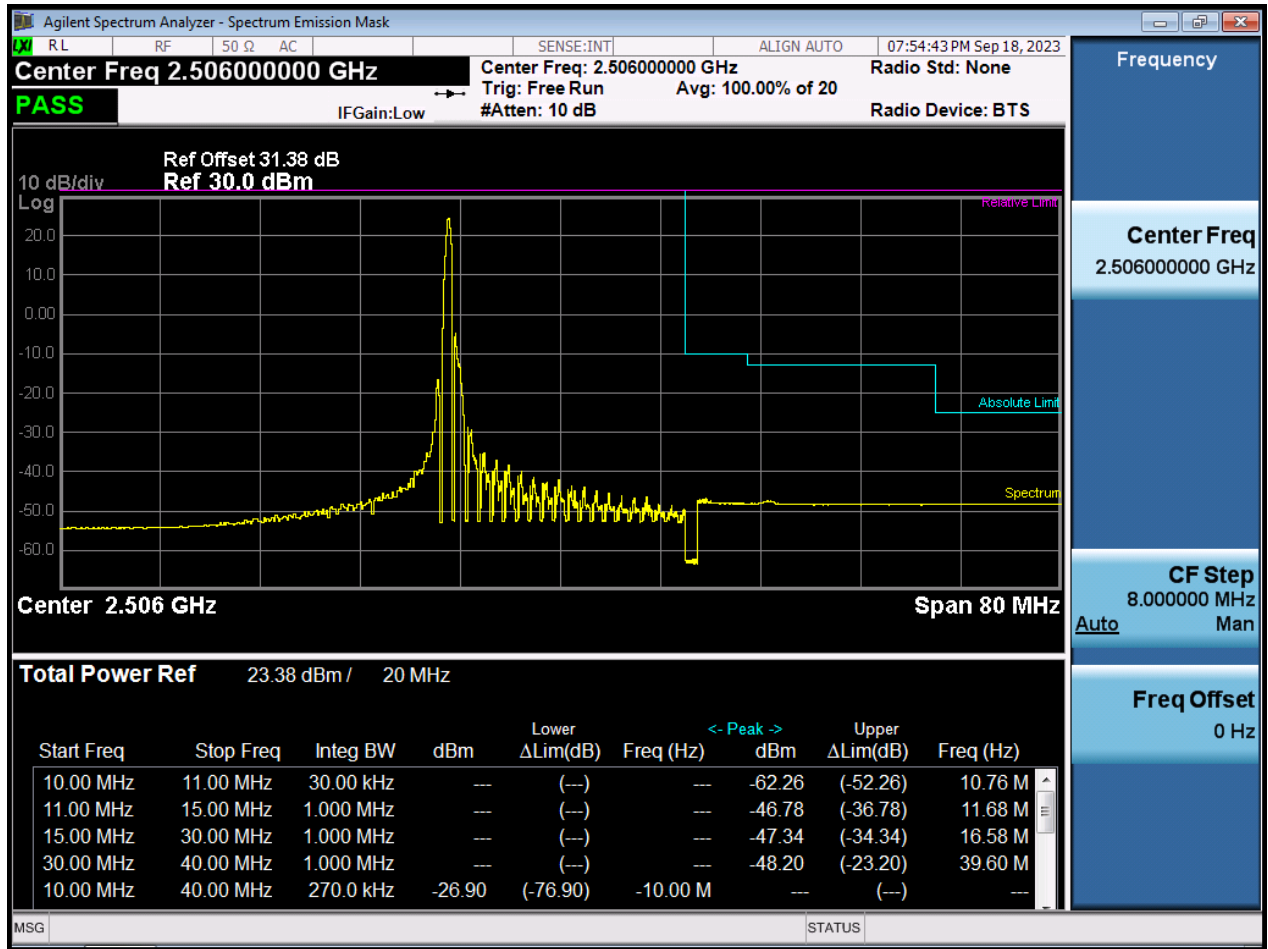 Agilent Spectrum Analyzer - Spectrum Emission Mask
LXI RL RF 50 Ω AC SENSE:INT ALIGN AUTO 07:54:43 PM Sep 18, 2023
Center Freq 2.506000000 GHz
Center Freq: 2.506000000 GHz Radio Std: None
Trig: Free Run Avg: 100.00% of 20
PASS
IFGain:Low #Atten: 10 dB Radio Device: BTS
Frequency
Ref Offset 31.38 dB
10 dB/div Ref 30.0 dBm
Log
Relative Limit
20.0
10.0
0.00
-10.0
-20.0
Absolute Limit
-30.0
-40.0
Spectrum
-50.0
-60.0
Center 2.506 GHz Span 80 MHz
Center Freq
2.506000000 GHz
CF Step
8.000000 MHz
Auto Man
Freq Offset
0 Hz
Total Power Ref 23.38 dBm / 20 MHz
Lower <- Peak -> Upper
Start Freq Stop Freq Integ BW dBm ΔLim(dB) Freq (Hz) dBm ΔLim(dB) Freq (Hz)
10.00 MHz 11.00 MHz 30.00 kHz --- (---) --- -62.26 (-52.26) 10.76 M
11.00 MHz 15.00 MHz 1.000 MHz --- (---) --- -46.78 (-36.78) 11.68 M
15.00 MHz 30.00 MHz 1.000 MHz --- (---) --- -47.34 (-34.34) 16.58 M
30.00 MHz 40.00 MHz 1.000 MHz --- (---) --- -48.20 (-23.20) 39.60 M
10.00 MHz 40.00 MHz 270.0 kHz -26.90 (-76.90) -10.00 M --- (---) ---
MSG STATUS